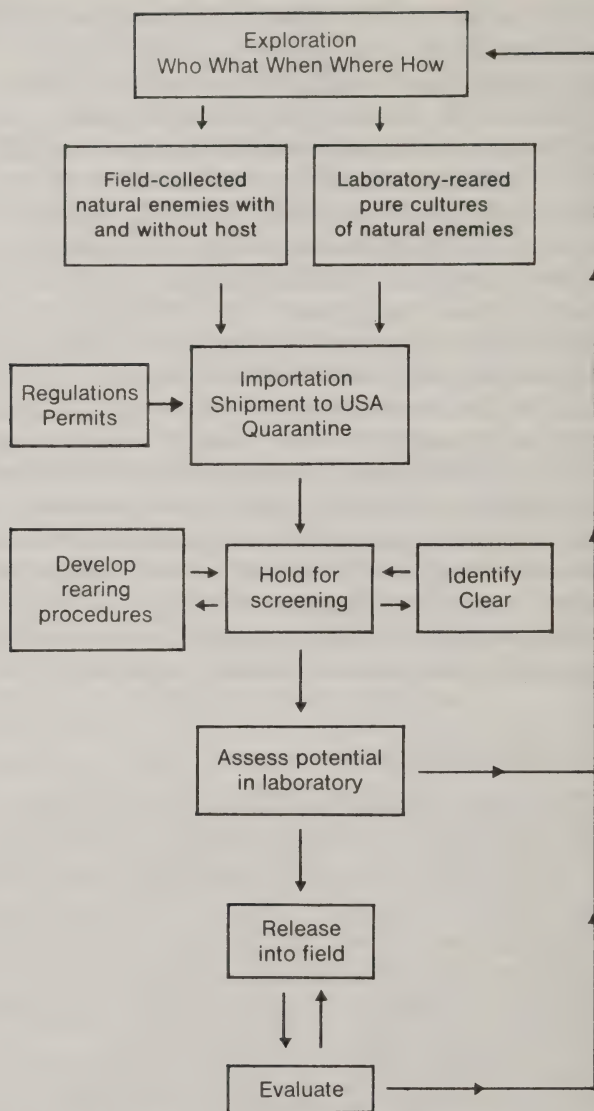 Exploration
Who What When Where How
Field-collected
natural enemies with
and without host
Laboratory-reared
pure cultures
of natural enemies
Regulations
Permits
Importation
Shipment to USA
Quarantine
Develop
rearing
procedures
Hold for
screening
Identify
Clear
Assess potential
in laboratory
Release
into field
Evaluate